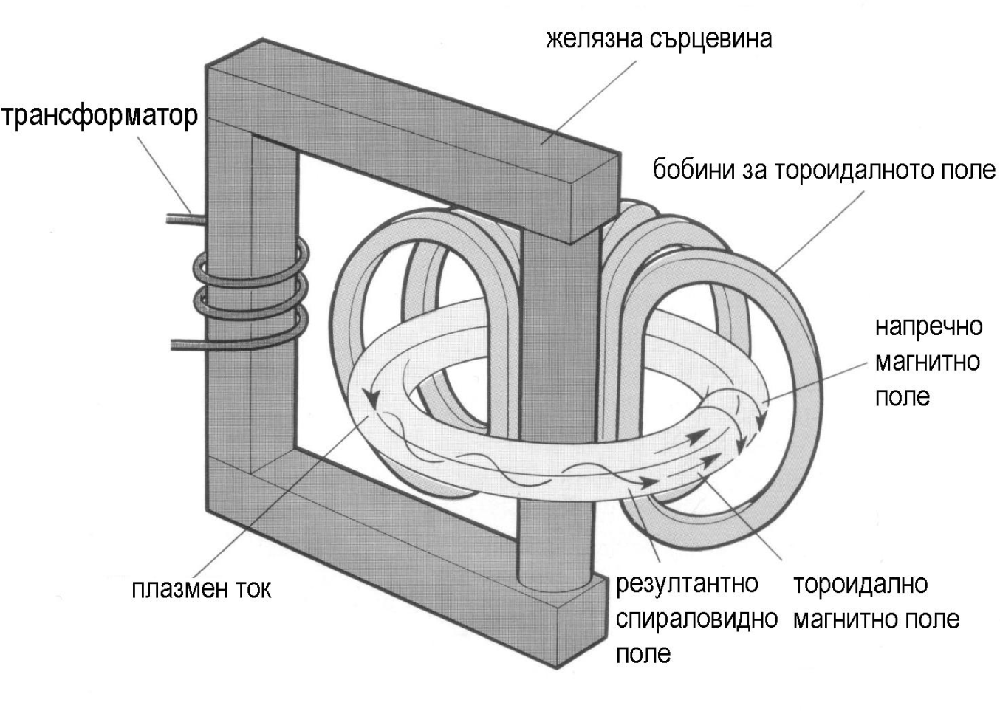 желязна сърцевина
трансформатор
бобини за тороидалното поле
напречно
магнитно
поле
плазмен ток
резултантно
спираловидно
поле
тороидално
магнитно поле